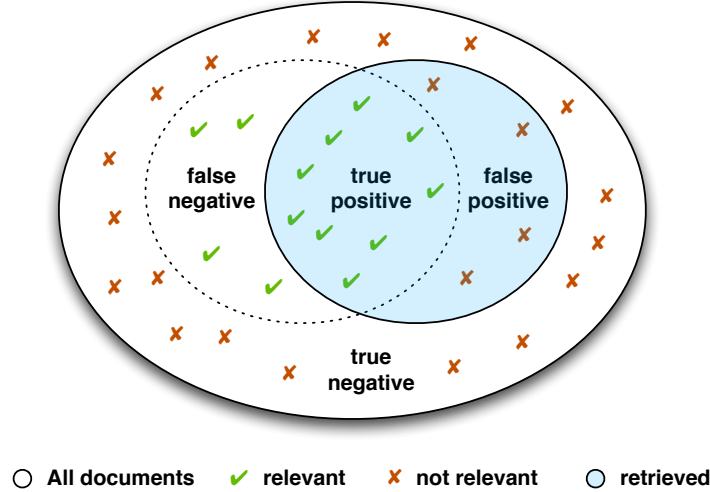 false
negative
true
positive
false
positive
true
negative
All documents
relevant
not relevant
retrieved